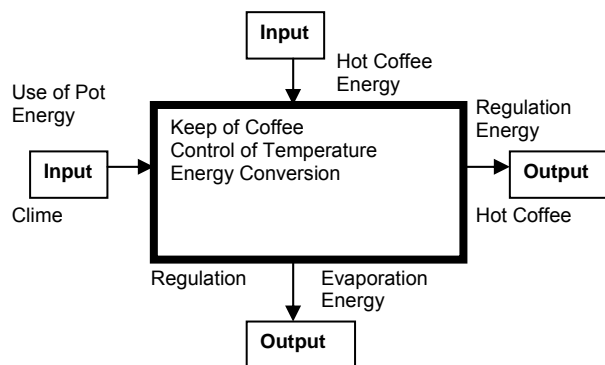 Input
Hot Coffee
Energy
Use of Pot
Energy
Regulation
Energy
Keep of Coffee
Control of Temperature
Energy Conversion
Input
Output
Clime
Hot Coffee
Regulation
Evaporation
Energy
Output